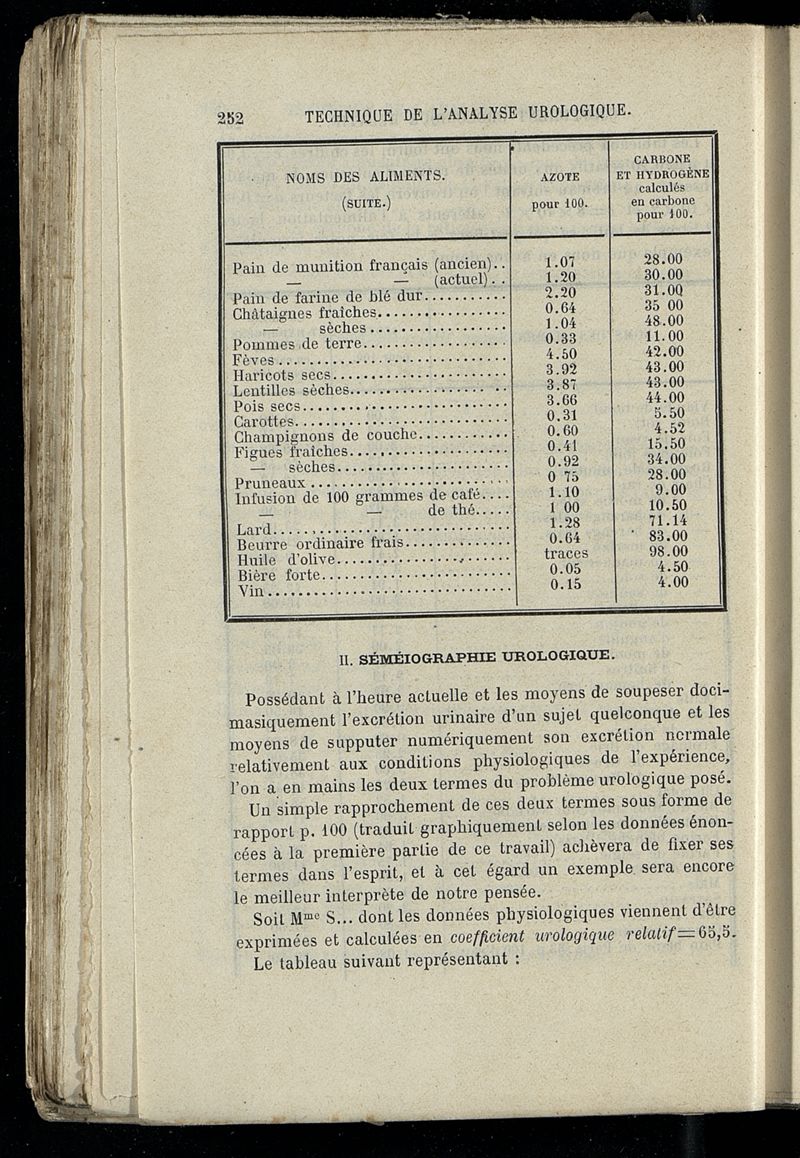 252 TECHNIQUE DE L'ANALYSE UROLOGIQUE.
NOMS DES ALIMENTS. (SUITE.) AZOTE pour 100. CARBONE ET HYDROGÈNE calculés en carbone pour 100.
Pain de munition français (ancien).. 1.07 28.00
— — (actuel).. 1.20 30.00
Pain de farine de blé dur........... 2.20 31.00
Châtaignes fraîches................. 0.64 35 00
— sèches.................. 1.04 48.00
Pommes de terre.................. 0.33 11.00
Fèves.............................. 4.50 42.00
Haricots secs....................... 3.92 43.00
Lentilles sèches.................... 3.87 43.00
Pois secs........................... 3.66 44.00
Carottes............................ 0.31 5.50
Champignons de couche............ 0.60 4.52
Figues fraîches..................... 0.41 15.50
— sèches....................... 0.92 34.00
Pruneaux........................... 0 75 28.00
Infusion de 100 grammes de café.... 1.10 9.00
— — de thé..... 1 00 10.50
Lard............................... 1.28 71.14
Beurre ordinaire frais.............. 0.64 83.00
Huile d'olive....................... traces 98.00
Bière forte......................... 0.05 4.50
Vin................................ 0.15 4.00
II. SÉMÉIOGRAPHIE UROLOGIQUE.
Possédant à l'heure actuelle et les moyens de soupeser doci-
masiquement l'excrétion urinaire d'un sujet quelconque et les
moyens de supputer numériquement son excrétion normale
relativement aux conditions physiologiques de l'expérience,
l'on a en mains les deux termes du problème urologique posé.
Un simple rapprochement de ces deux termes sous forme de
rapport p. 100 (traduit graphiquement selon les données énon-
cées à la première partie de ce travail) achèvera de fixer ses
termes dans l'esprit, et à cet égard un exemple sera encore
le meilleur interprète de notre pensée.
Soit Mme S... dont les données physiologiques viennent d'être
exprimées et calculées en coefficient urologique relatif = 65,5.
Le tableau suivant représentant :